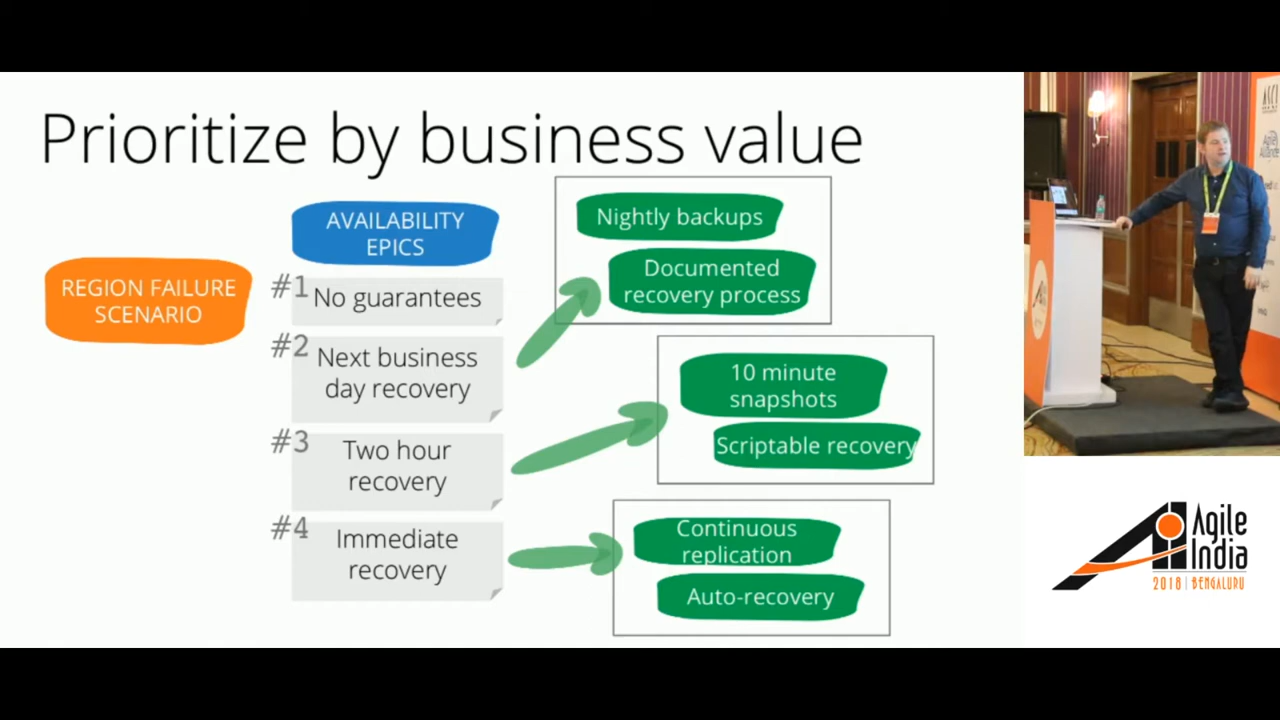 Prioritize by business value
REGION FAILURE
SCENARIO
AVAILABILITY
EPICS
#1 No guarantees
#2 Next business
day recovery
#3 Two hour
recovery
#4 Immediate
recovery
Nightly backups
Documented
recovery process
10 minute
snapshots
Scriptable recovery
Continuous
replication
Auto-recovery
Agile
India
2018 | BENGALURU